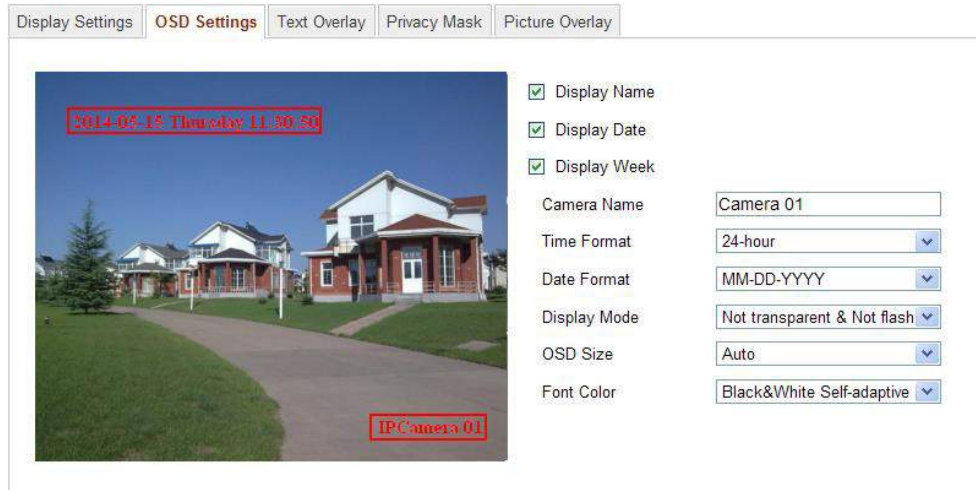 Display Settings OSD Settings Text Overlay Privacy Mask Picture Overlay
2014-05-15 Thursday 11:30:50
Display Name
Display Date
Display Week
Camera Name Camera 01
Time Format 24-hour
Date Format MM-DD-YYYY
Display Mode Not transparent & Not flash
OSD Size Auto
Font Color Black&White Self-adaptive
IPCamera 01